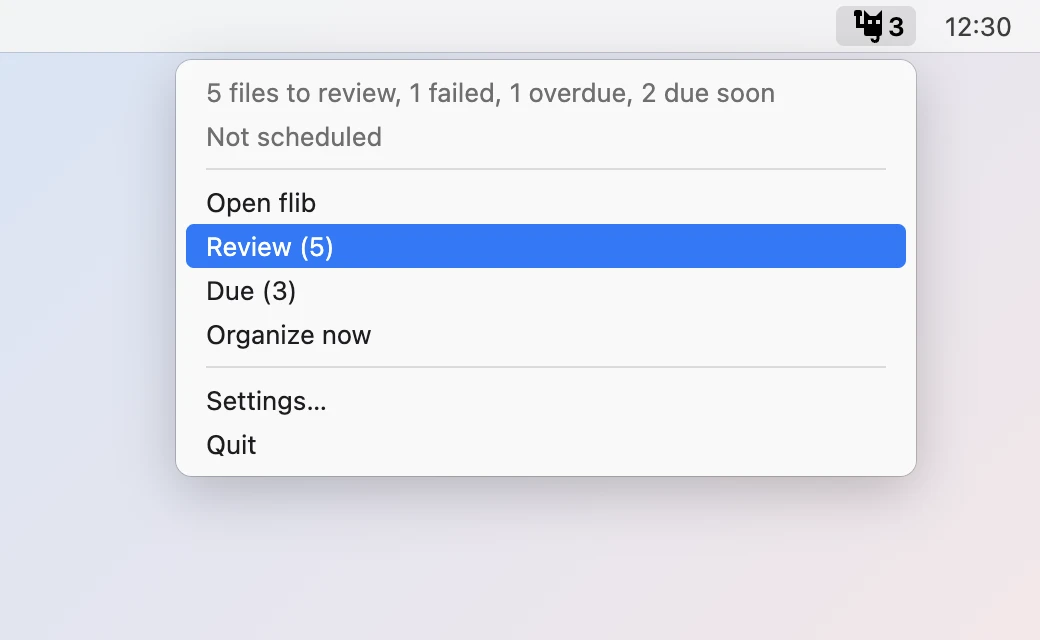 3 12:30
5 files to review, 1 failed, 1 overdue, 2 due soon
Not scheduled
Open flib
Review (5)
Due (3)
Organize now
Settings...
Quit